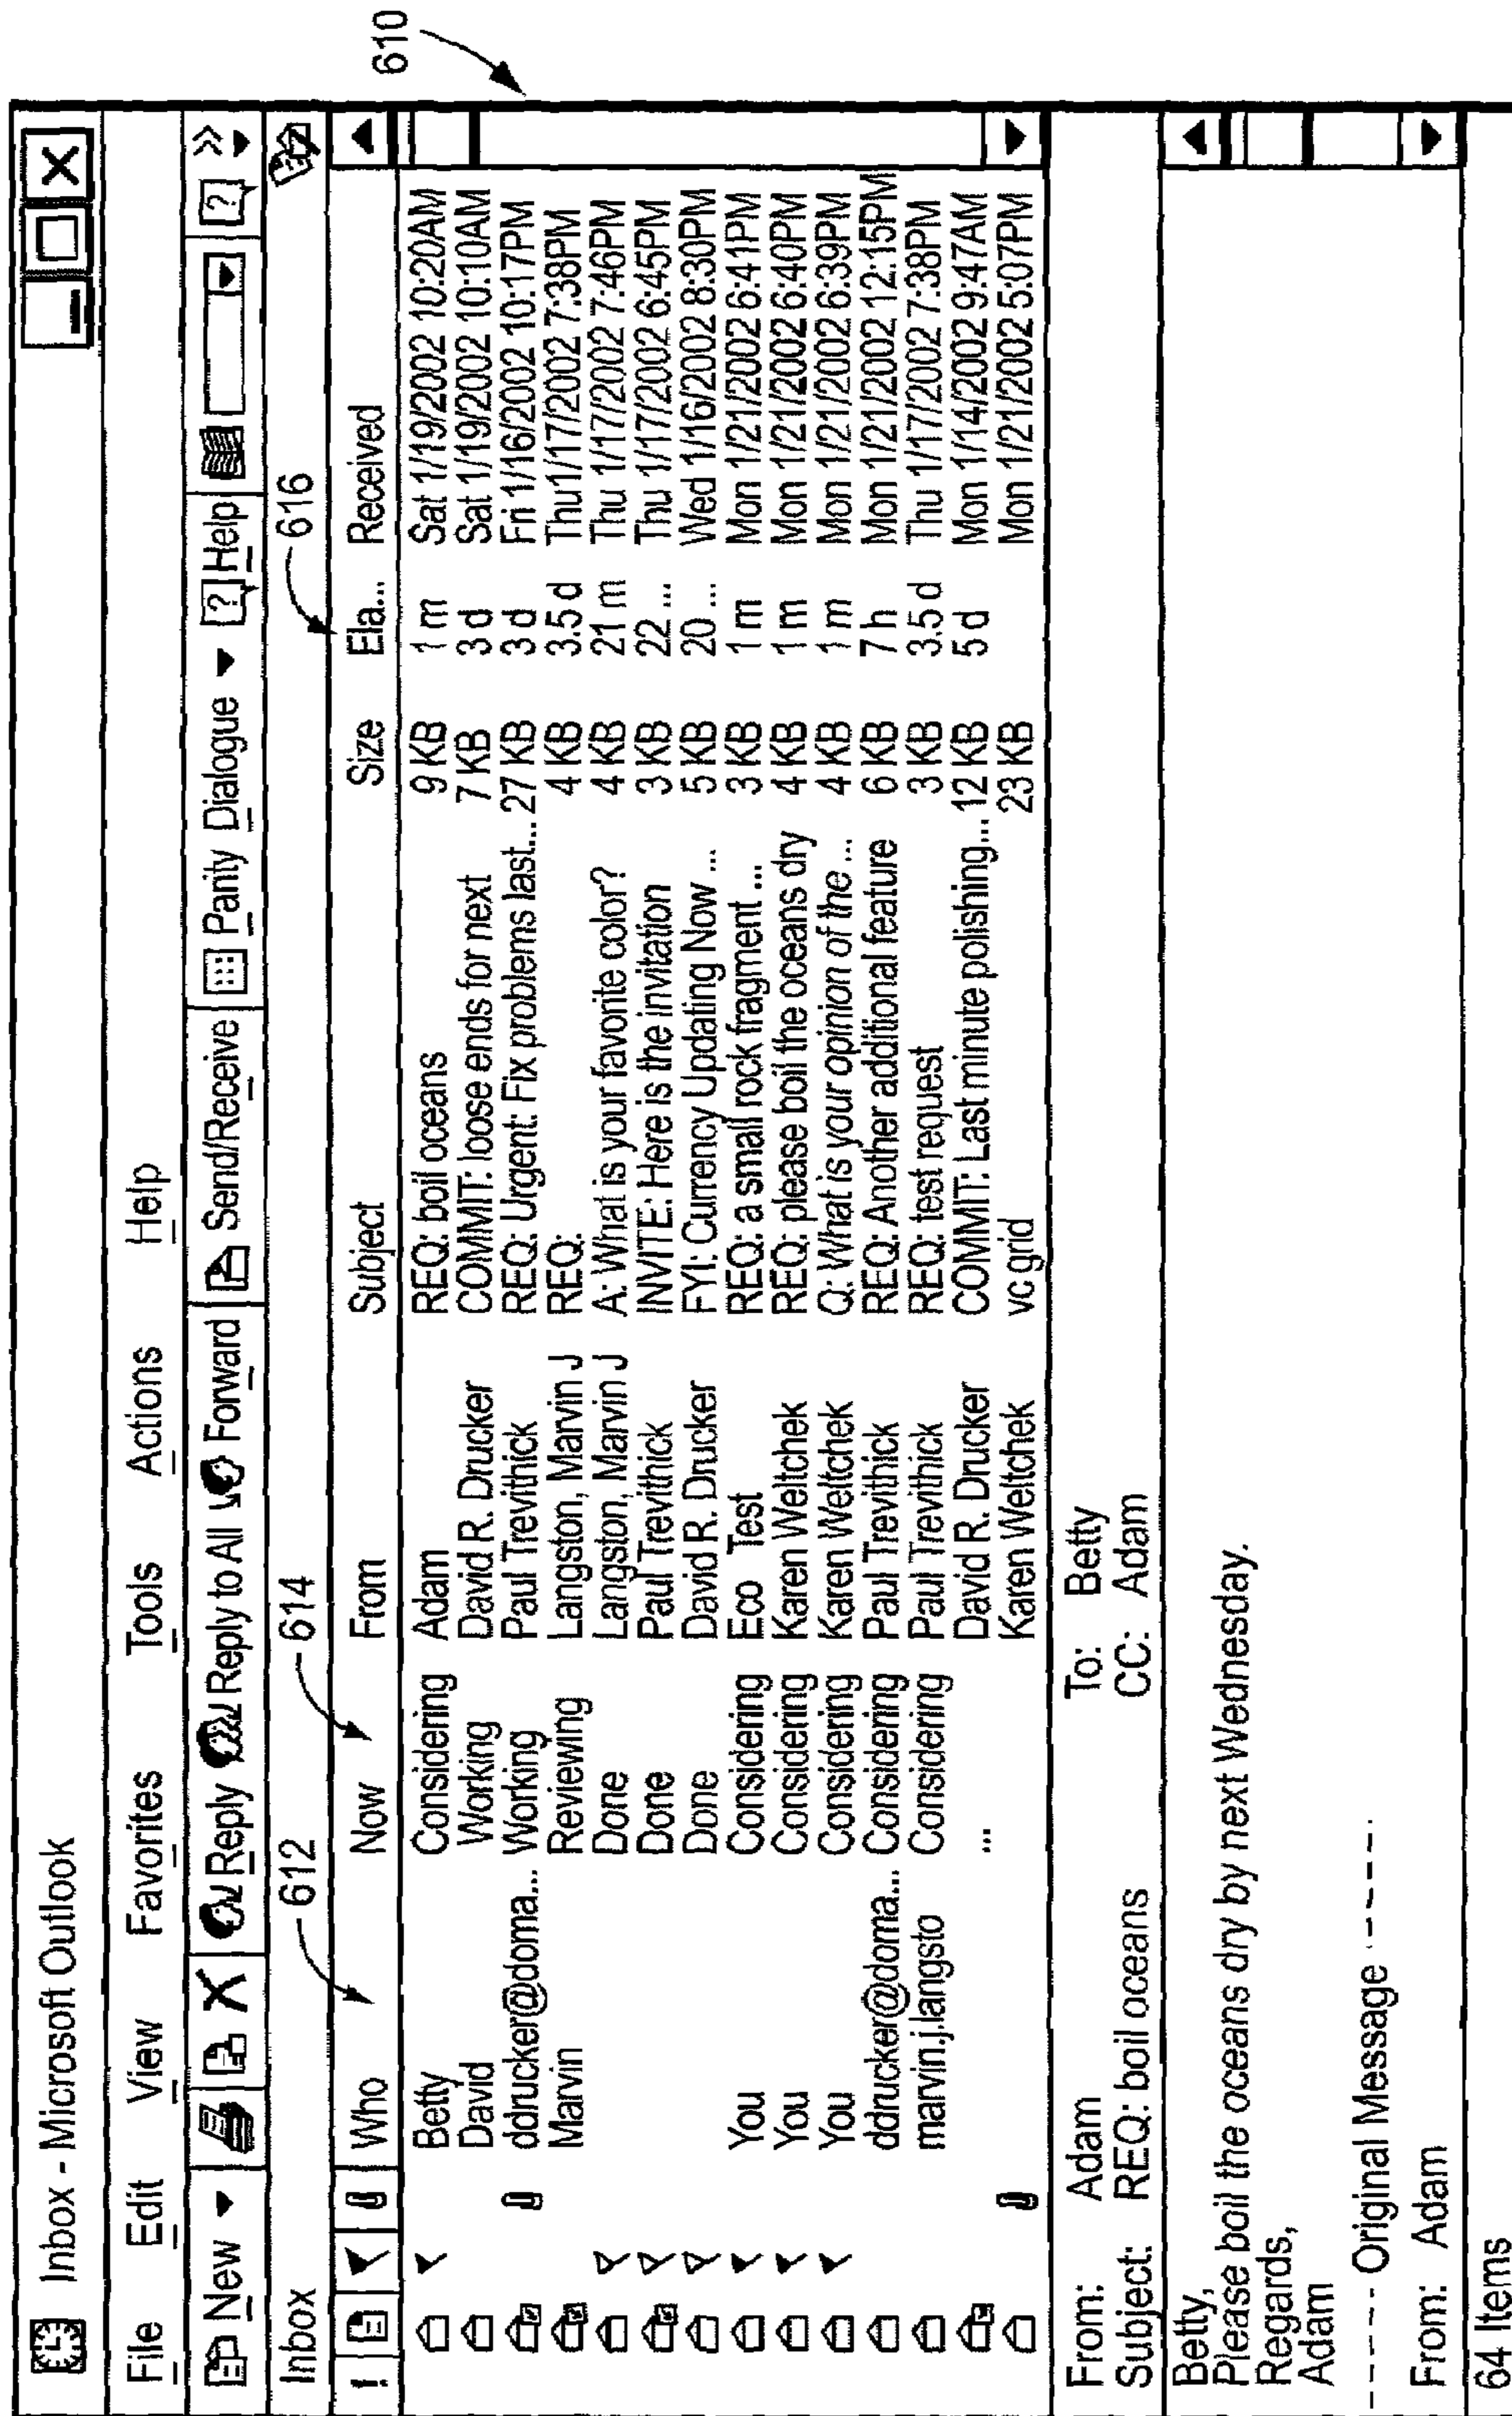 Inbox - Microsoft Outlook
File Edit View Favorites Tools Actions Help
New Reply Reply to All Forward Send/Receive Parity Dialogue ? Help ? »
Inbox 612 614 616
610
! Who Now From Subject Size Ela... Received
Betty Considering Adam REQ: boil oceans 9 KB 1 m Sat 1/19/2002 10:20AM
David Working David R. Drucker COMMIT: loose ends for next 7 KB 3 d Sat 1/19/2002 10:10AM
ddrucker@doma... Working Paul Trevithick REQ: Urgent: Fix problems last... 27 KB 3 d Fri 1/16/2002 10:17PM
Marvin Reviewing Langston, Marvin J REQ: 4 KB 3.5 d Thu1/17/2002 7:38PM
Done Langston, Marvin J A: What is your favorite color? 4 KB 21 m Thu 1/17/2002 7:46PM
Done Paul Trevithick INVITE: Here is the invitation 3 KB 22 ... Thu 1/17/2002 6:45PM
Done David R. Drucker FYI: Currency Updating Now ... 5 KB 20 ... Wed 1/16/2002 8:30PM
You Considering Eco Test REQ: a small rock fragment ... 3 KB 1 m Mon 1/21/2002 6:41PM
You Considering Karen Weltchek REQ: please boil the oceans dry 4 KB 1 m Mon 1/21/2002 6:40PM
You Considering Karen Weltchek Q: What is your opinion of the ... 4 KB 1 m Mon 1/21/2002 6:39PM
ddrucker@doma... Considering Paul Trevithick REQ: Another additional feature 6 KB 7 h Mon 1/21/2002 12:15PM
marvin.j.langsto Considering Paul Trevithick REQ: test request 3 KB 3.5 d Thu 1/17/2002 7:38PM
... David R. Drucker COMMIT: Last minute polishing... 12 KB 5 d Mon 1/14/2002 9:47AM
Karen Weltchek vc grid 23 KB Mon 1/21/2002 5:07PM
From: Adam To: Betty
Subject: REQ: boil oceans CC: Adam
Betty,
Please boil the oceans dry by next Wednesday.
Regards,
Adam
----- Original Message -----
From: Adam
64 Items